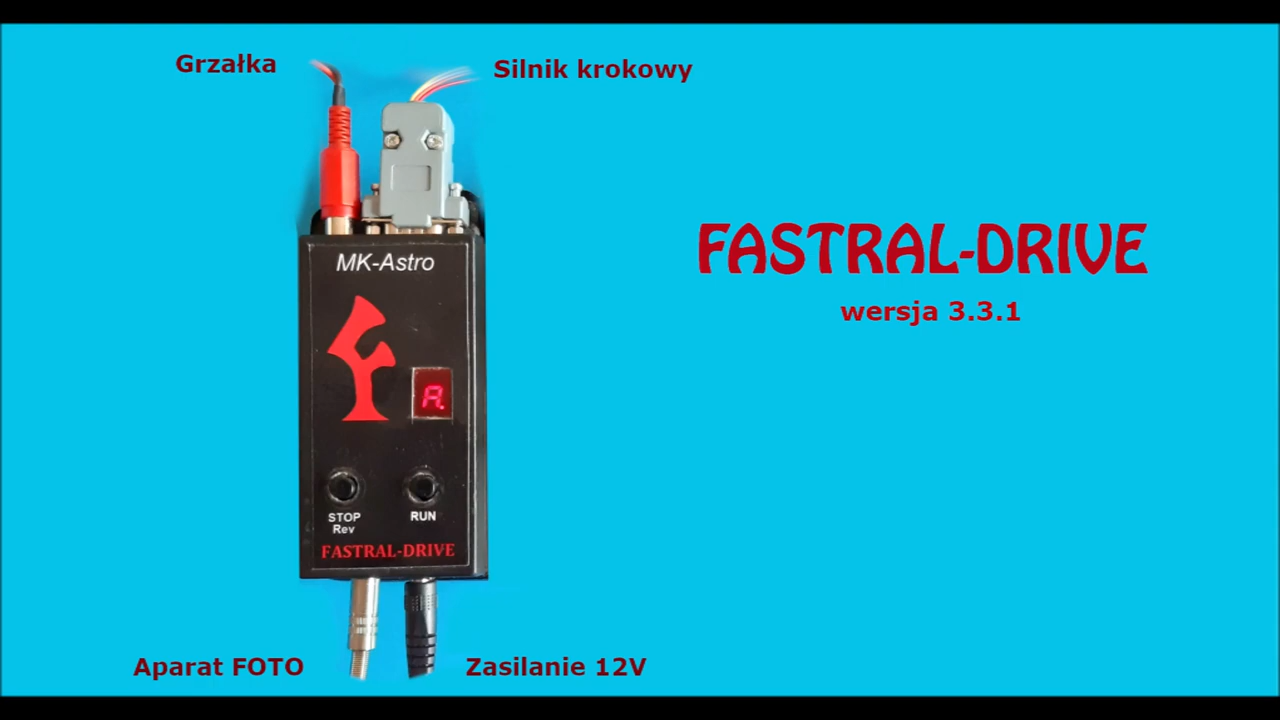 Grzałka
Silnik krokowy
MK-Astro
FASTRAL-DRIVE
wersja 3.3.1
A
STOP
Rev
RUN
FASTRAL-DRIVE
Aparat FOTO
Zasilanie 12V